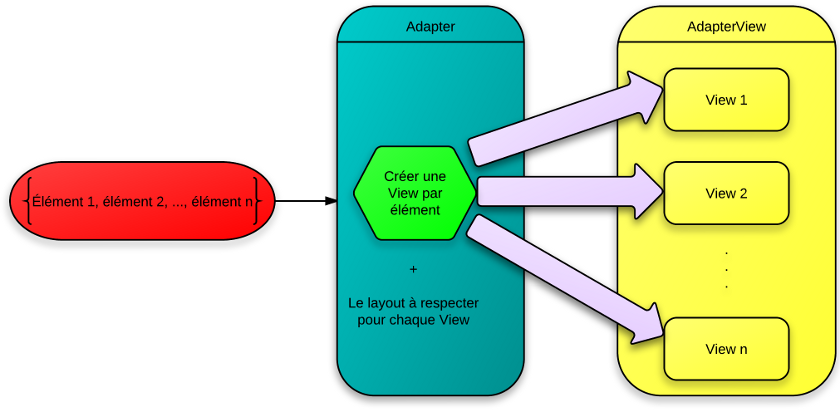 Adapter
AdapterView
View 1
Créer une
View par
élément
{Élément 1, élément 2, ..., élément n}
View 2
.
.
.
+
Le layout à respecter
pour chaque View
View n